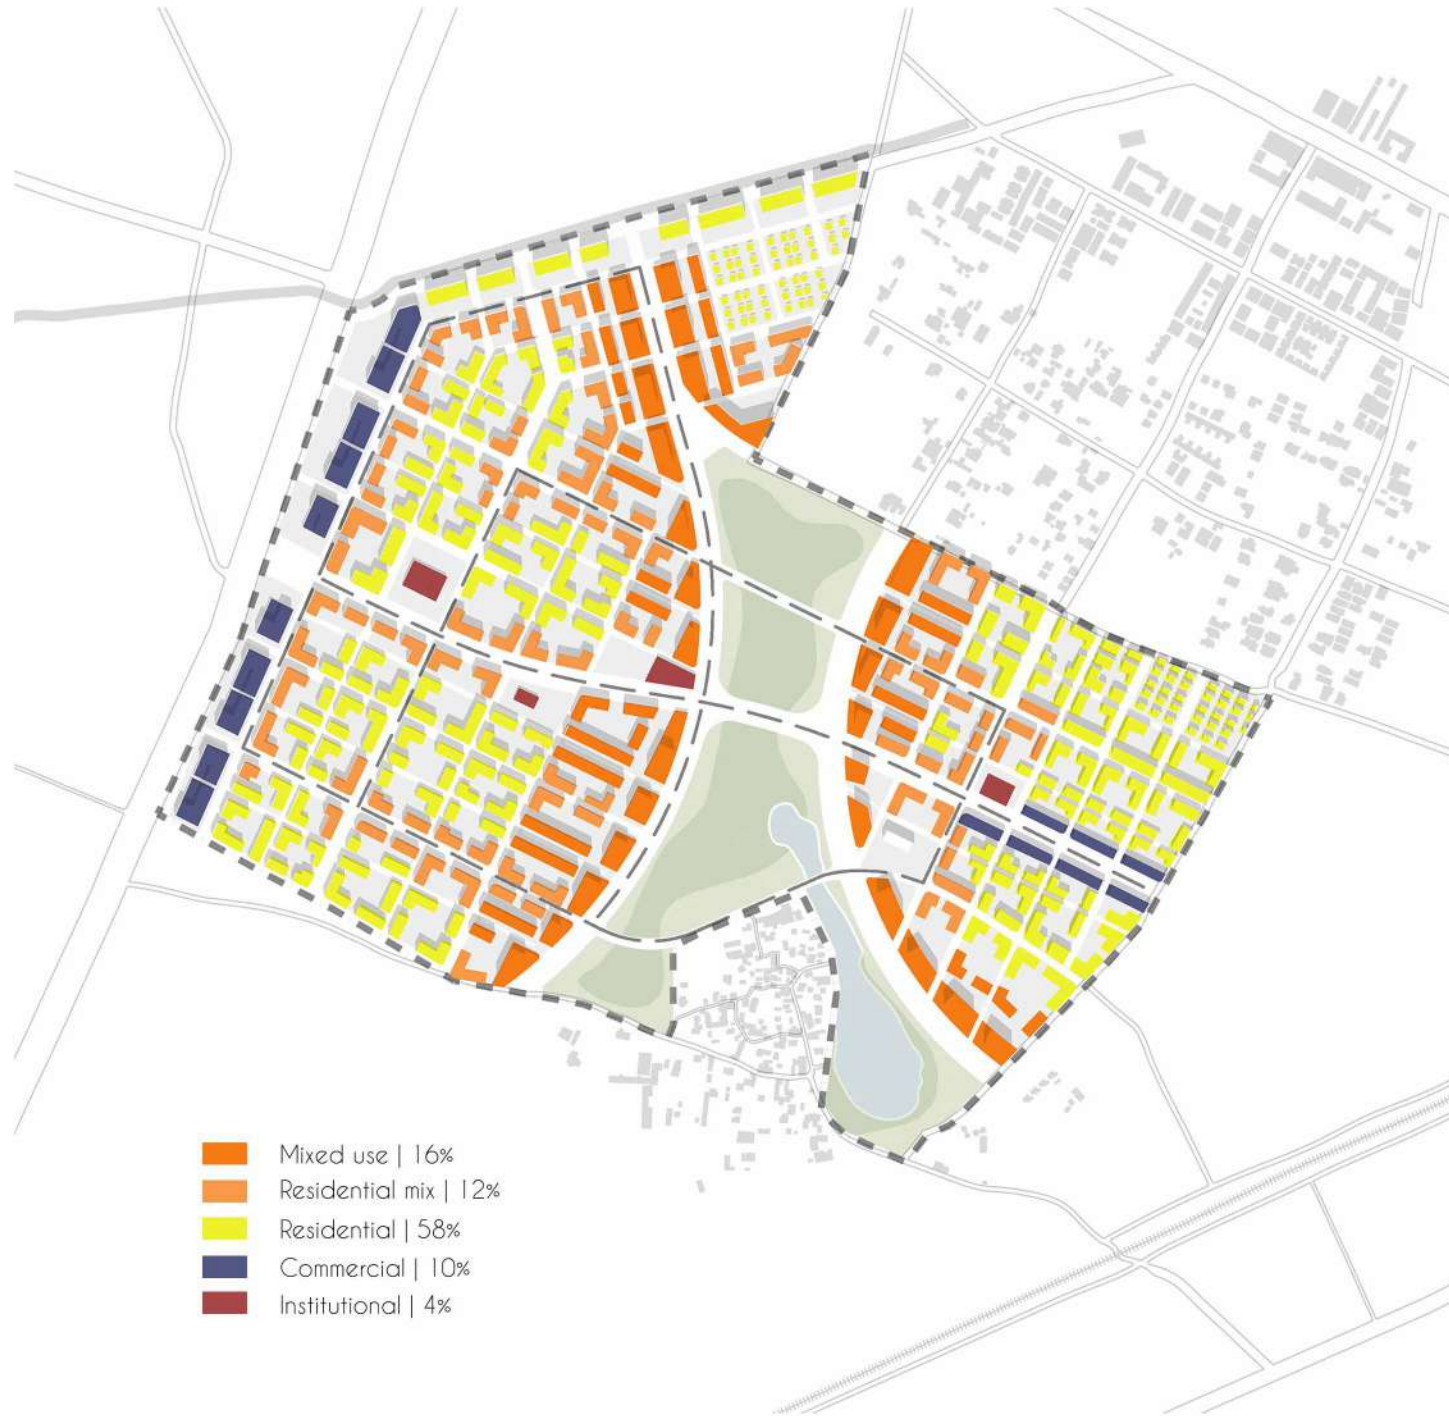 Mixed use | 16%
Residential mix | 12%
Residential | 58%
Commercial | 10%
Institutional | 4%